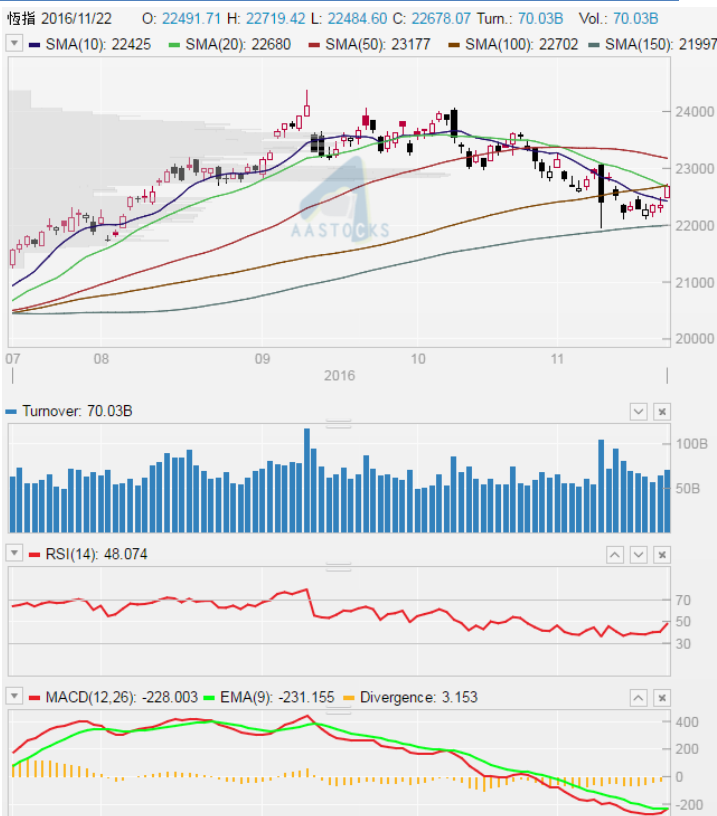 恆指 2016/11/22 O: 22491.71 H: 22719.42 L: 22484.60 C: 22678.07 Turn.: 70.03B Vol.: 70.03B
SMA(10): 22425 SMA(20): 22680 SMA(50): 23177 SMA(100): 22702 SMA(150): 21997
24000
23000
AASTOCKS
22000
21000
20000
07 08 09 10 11
2016
Turnover: 70.03B
100B
50B
RSI(14): 48.074
70
50
30
MACD(12,26): -228.003 EMA(9): -231.155 Divergence: 3.153
400
200
0
-200